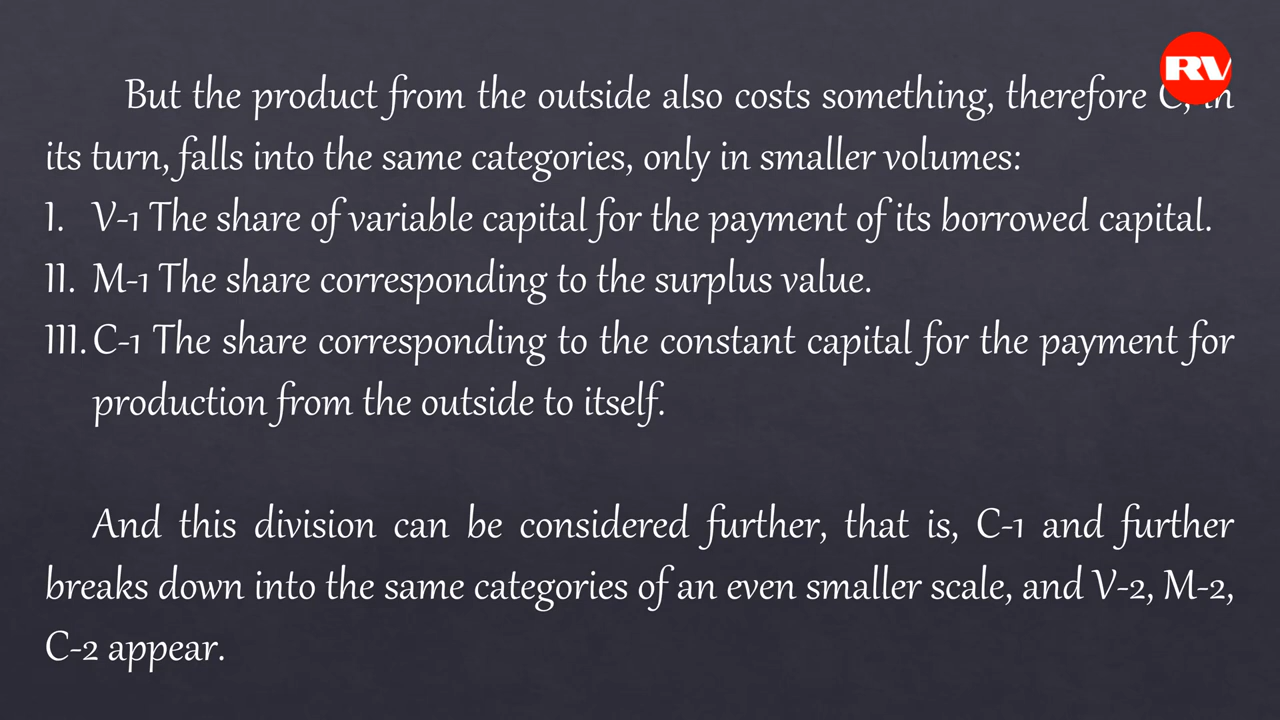 RV
But the product from the outside also costs something, therefore C, in
its turn, falls into the same categories, only in smaller volumes:
I. V-1 The share of variable capital for the payment of its borrowed capital.
II. M-1 The share corresponding to the surplus value.
III. C-1 The share corresponding to the constant capital for the payment for
production from the outside to itself.
And this division can be considered further, that is, C-1 and further
breaks down into the same categories of an even smaller scale, and V-2, M-2,
C-2 appear.